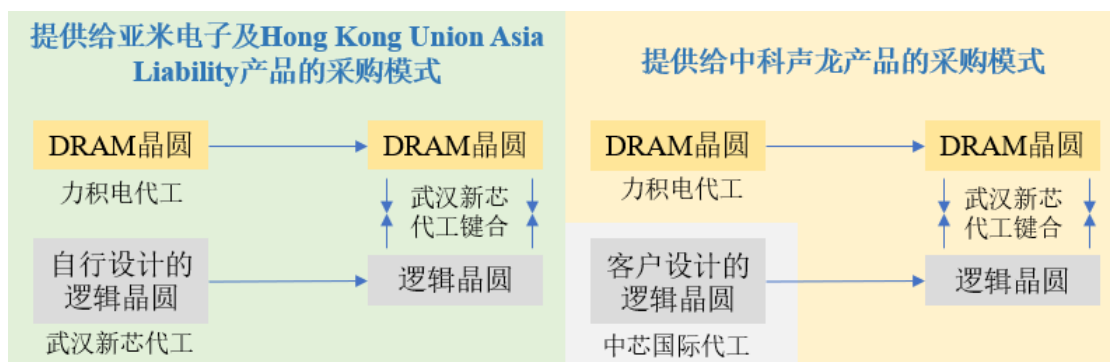 提供给亚米电子及Hong Kong Union Asia
Liability产品的采购模式
DRAM晶圆
DRAM晶圆
力积电代工
武汉新芯
代工键合
自行设计的
逻辑晶圆
逻辑晶圆
武汉新芯代工
提供给中科声龙产品的采购模式
DRAM晶圆
DRAM晶圆
力积电代工
武汉新芯
代工键合
客户设计的
逻辑晶圆
逻辑晶圆
中芯国际代工